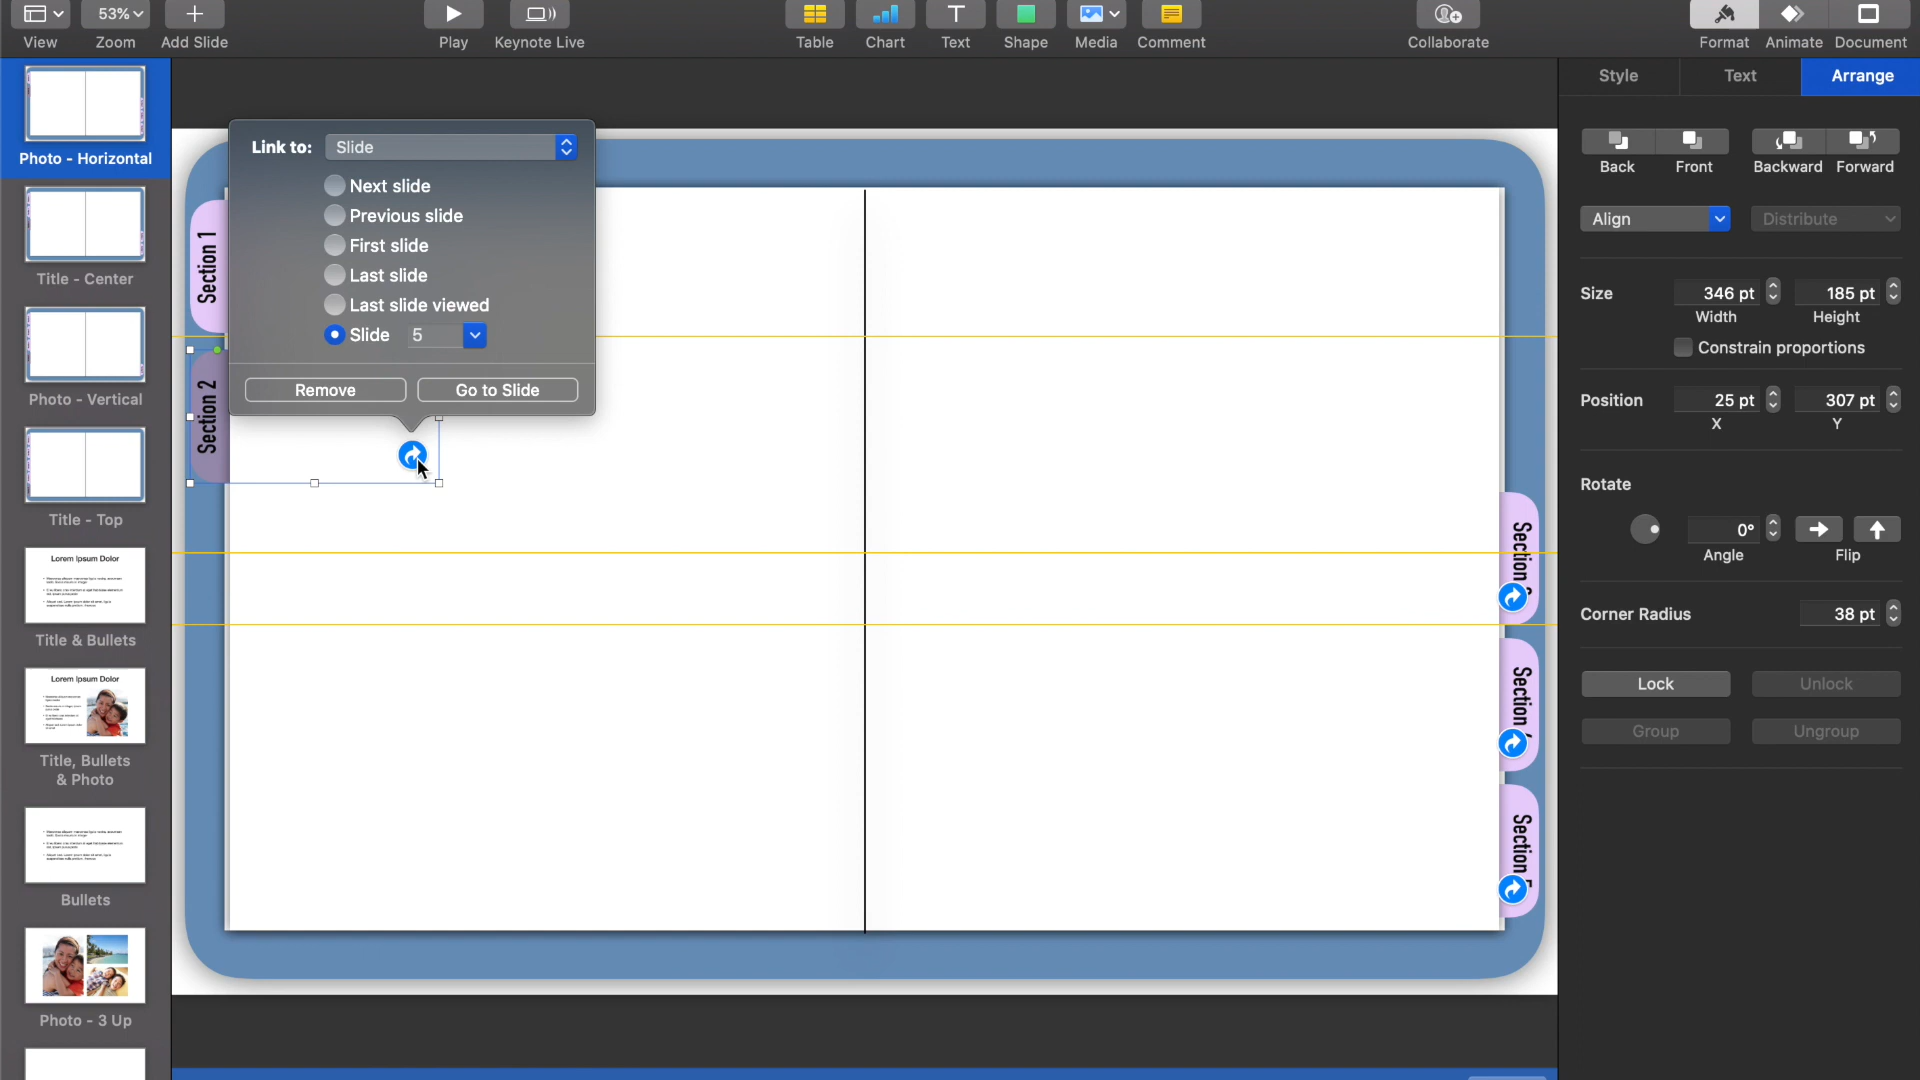 View
53%
Zoom
Add Slide
Play
Keynote Live
Table
Chart
Text
Shape
Media
Comment
Collaborate
Format
Animate
Document
Photo - Horizontal
Title - Center
Photo - Vertical
Title - Top
Lorem Ipsum Dolor
Title & Bullets
Lorem Ipsum Dolor
Title, Bullets
& Photo
Bullets
Photo - 3 Up
Link to: Slide
Next slide
Previous slide
First slide
Last slide
Last slide viewed
Slide 5
Remove
Go to Slide
Section 1
Section 2
Section
Section
Section
Style
Text
Arrange
Back
Front
Backward
Forward
Align
Distribute
Size
346 pt
185 pt
Width
Height
Constrain proportions
Position
25 pt
307 pt
X
Y
Rotate
0°
Angle
Flip
Corner Radius
38 pt
Lock
Unlock
Group
Ungroup